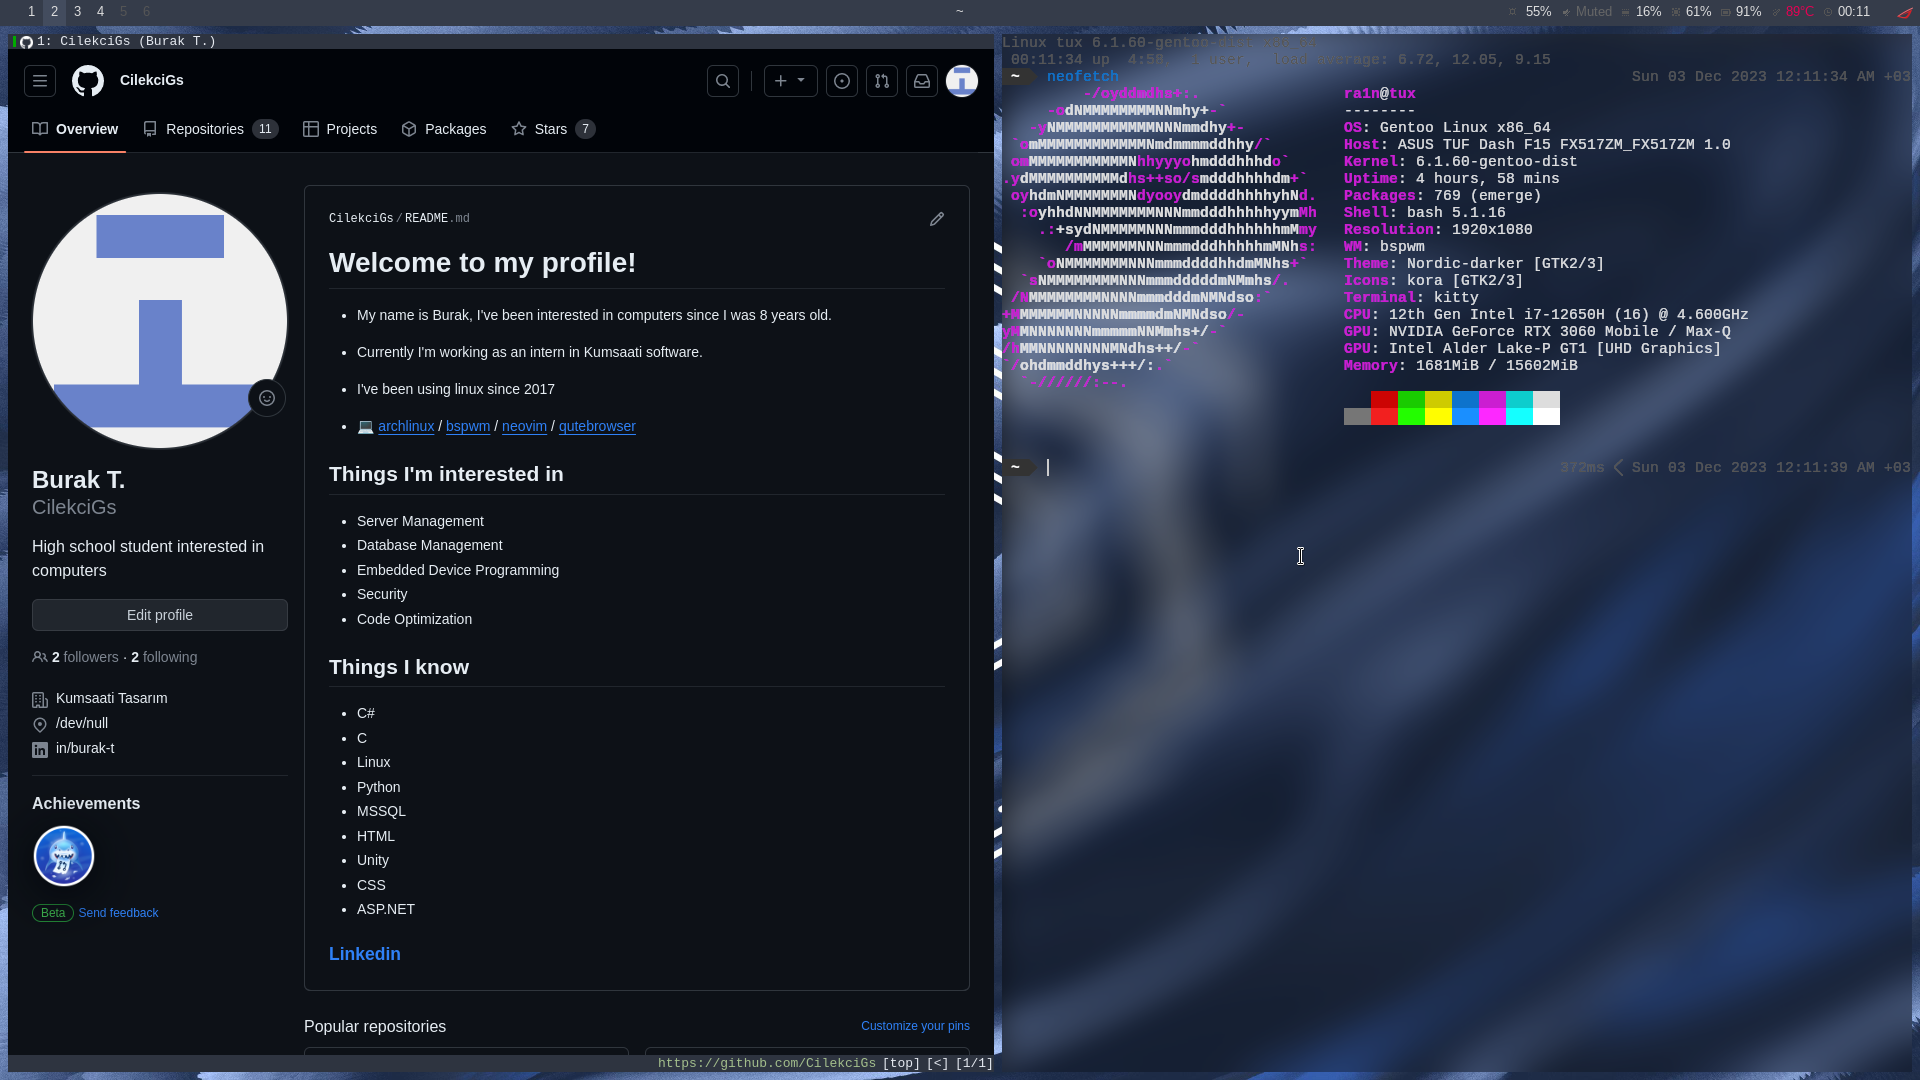 1 2 3 4 5 6
~
55% Muted 16% 61% 91% 89°C 00:11
1: CilekciGs (Burak T.)
CilekciGs
Overview Repositories 11 Projects Packages Stars 7
CilekciGs/README.md
Welcome to my profile!
My name is Burak, I've been interested in computers since I was 8 years old.
Currently I'm working as an intern in Kumsaati software.
I've been using linux since 2017
💻 archlinux / bspwm / neovim / qutebrowser
Things I'm interested in
Server Management
Database Management
Embedded Device Programming
Security
Code Optimization
Things I know
C#
C
Linux
Python
MSSQL
HTML
Unity
CSS
ASP.NET
Linkedin
Burak T.
CilekciGs
High school student interested in
computers
Edit profile
2 followers · 2 following
Kumsaati Tasarım
/dev/null
in/burak-t
Achievements
Beta Send feedback
Popular repositories Customize your pins
https://github.com/CilekciGs [top] [<] [1/1]
Linux tux 6.1.60-gentoo-dist
00:11:34 up 4:58, 1 user, load average: 6.72, 12.05, 9.15
~ neofetch Sun 03 Dec 2023 12:11:34 AM +03
ra1n@tux
--------
OS: Gentoo Linux x86_64
Host: ASUS TUF Dash F15 FX517ZM_FX517ZM 1.0
Kernel: 6.1.60-gentoo-dist
Uptime: 4 hours, 58 mins
Packages: 769 (emerge)
Shell: bash 5.1.16
Resolution: 1920x1080
WM: bspwm
Theme: Nordic-darker [GTK2/3]
Icons: kora [GTK2/3]
Terminal: kitty
CPU: 12th Gen Intel i7-12650H (16) @ 4.600GHz
GPU: NVIDIA GeForce RTX 3060 Mobile / Max-Q
GPU: Intel Alder Lake-P GT1 [UHD Graphics]
Memory: 1681MiB / 15602MiB
~ 372ms Sun 03 Dec 2023 12:11:39 AM +03